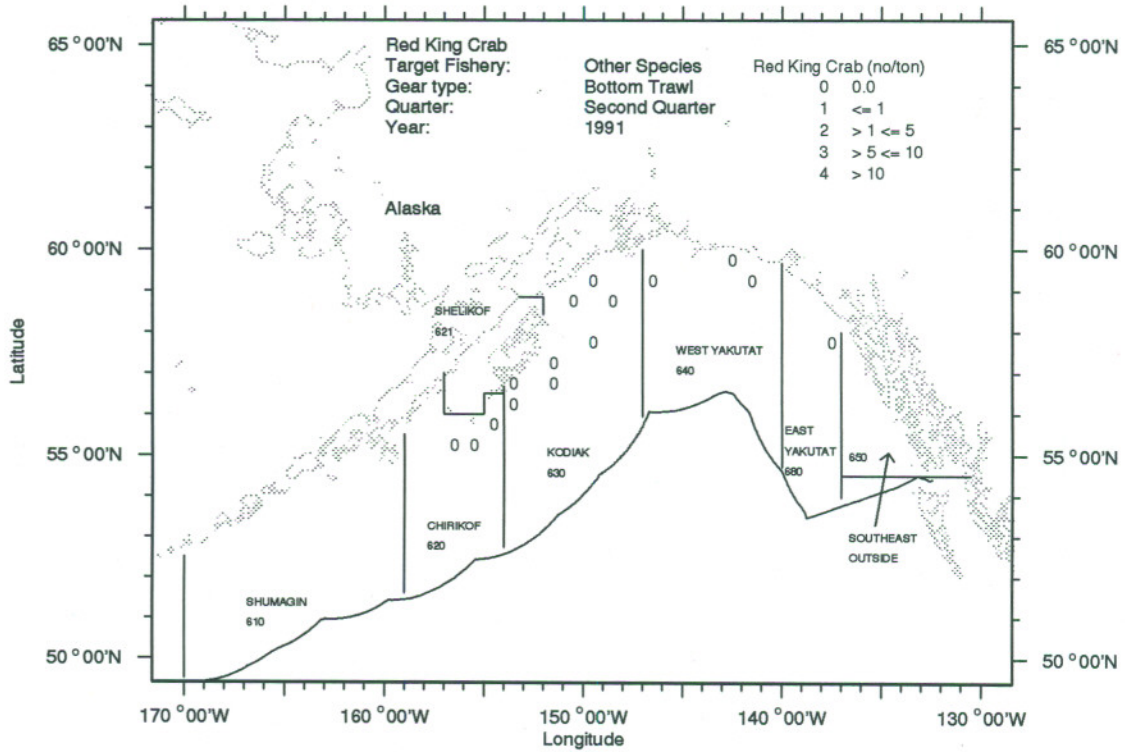 65 °00'N
65 °00'N
Red King Crab
Target Fishery: Other Species
Gear type: Bottom Trawl
Quarter: Second Quarter
Year: 1991
Red King Crab (no/ton)
0 0.0
1 <= 1
2 > 1 <= 5
3 > 5 <= 10
4 > 10
Alaska
60 °00'N
60 °00'N
0
0 0 0
0 0
SHELIKOF
621
0 0
WEST YAKUTAT
640
0
0 0
0
0
0 0
EAST
YAKUTAT
680
650
55 °00'N
55 °00'N
KODIAK
630
CHIRIKOF
620
SOUTHEAST
OUTSIDE
SHUMAGIN
610
50 °00'N
50 °00'N
170 °00'W 160 °00'W 150 °00'W 140 °00'W 130 °00'W
Longitude
Latitude